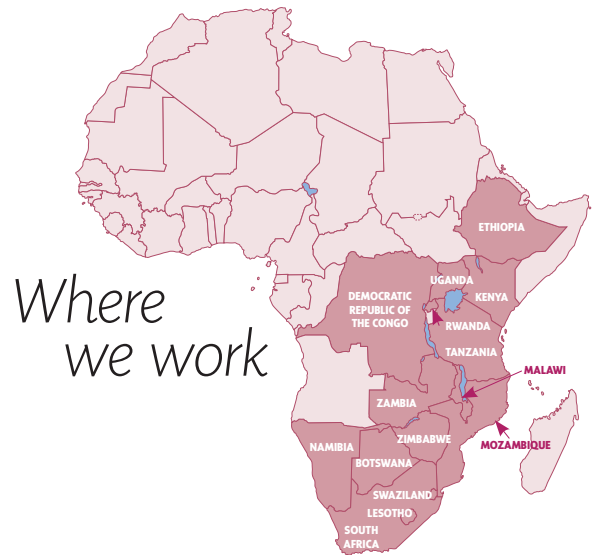 ETHIOPIA
UGANDA
KENYA
DEMOCRATIC
REPUBLIC OF
THE CONGO
RWANDA
TANZANIA
Where
we work
MALAWI
ZAMBIA
ZIMBABWE
MOZAMBIQUE
NAMIBIA
BOTSWANA
SWAZILAND
LESOTHO
SOUTH
AFRICA